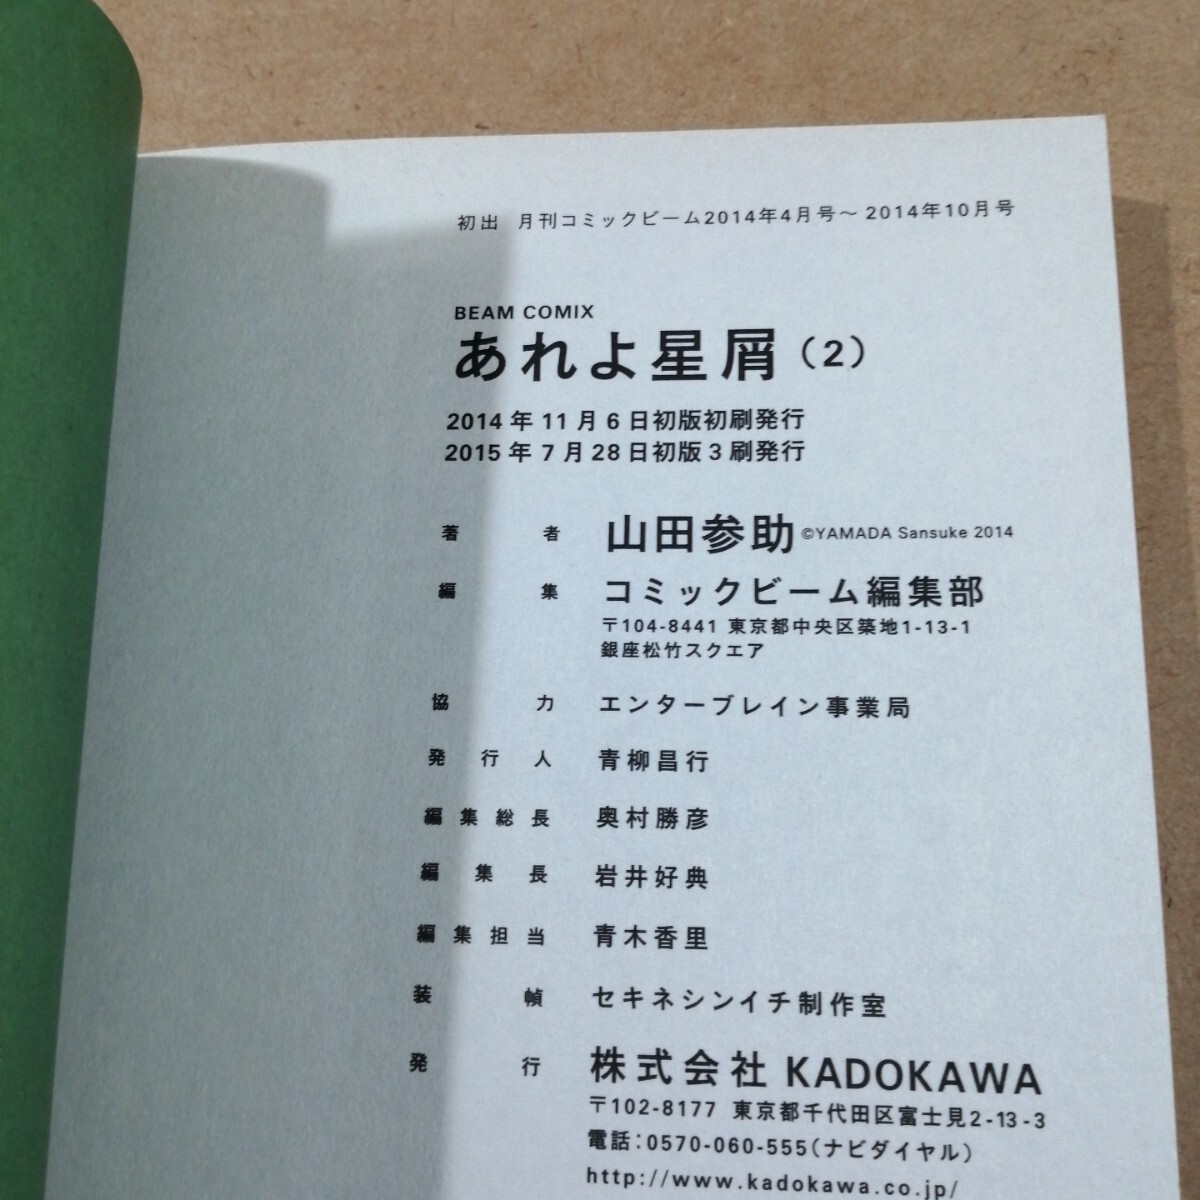 初出 月刊コミックビーム2014年4月号～2014年10月号
BEAM COMIX
あれよ星屑（2）
2014年11月6日初版初刷発行
2015年7月28日初版3刷発行
著者 山田参助 ©YAMADA Sansuke 2014
編集 コミックビーム編集部
〒104-8441 東京都中央区築地1-13-1
銀座松竹スクエア
協力 エンターブレイン事業局
発行人 青柳昌行
編集総長 奥村勝彦
編集長 岩井好典
編集担当 青木香里
装幀 セキネシンイチ制作室
発行 株式会社KADOKAWA
〒102-8177 東京都千代田区富士見2-13-3
電話：0570-060-555（ナビダイヤル）
http://www.kadokawa.co.jp/